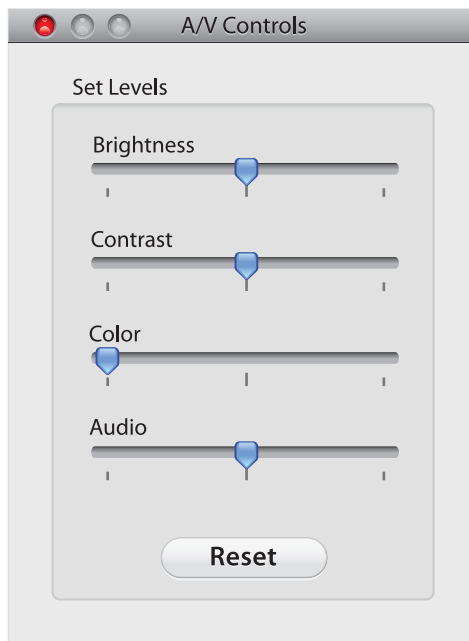 A/V Controls
Set Levels
Brightness
Contrast
Color
Audio
Reset